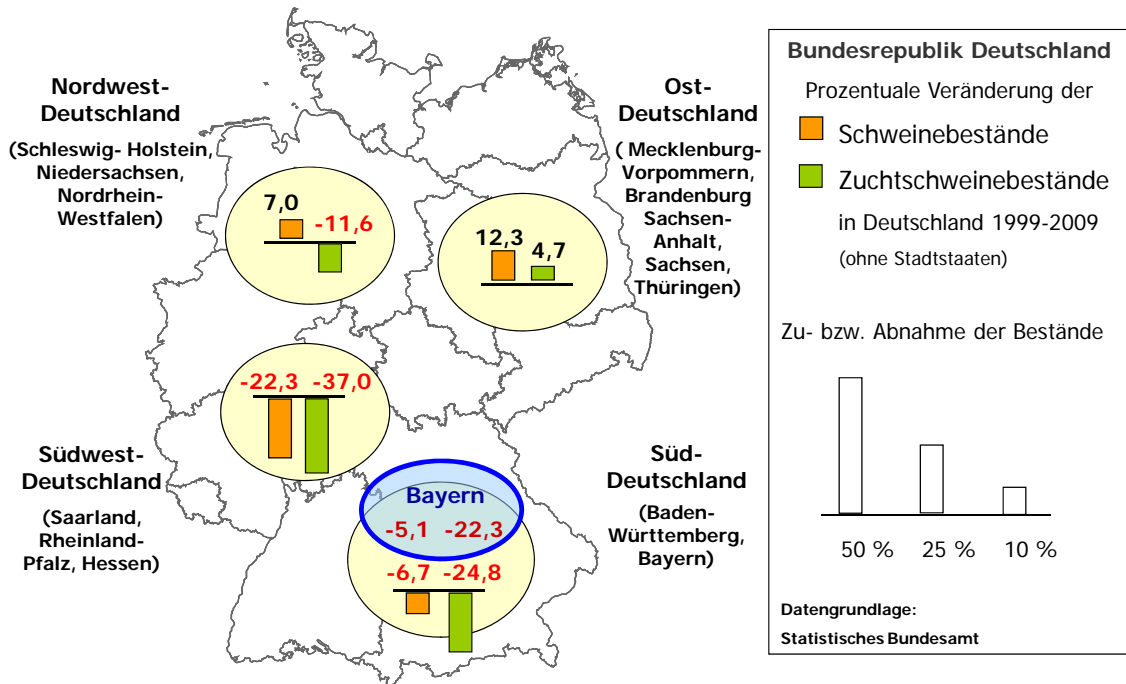 Nordwest-
Deutschland
(Schleswig- Holstein,
Niedersachsen,
Nordrhein-
Westfalen)
7,0
-11,6
Ost-
Deutschland
( Mecklenburg-
Vorpommern,
Brandenburg
Sachsen-
Anhalt,
Sachsen,
Thüringen)
12,3
4,7
Südwest-
Deutschland
(Saarland,
Rheinland-
Pfalz, Hessen)
-22,3 -37,0
Süd-
Deutschland
(Baden-
Württemberg,
Bayern)
Bayern
-5,1 -22,3
-6,7 -24,8
Bundesrepublik Deutschland
Prozentuale Veränderung der
Schweinebestände
Zuchtschweinebestände
in Deutschland 1999-2009
(ohne Stadtstaaten)
Zu- bzw. Abnahme der Bestände
50 % 25 % 10 %
Datengrundlage:
Statistisches Bundesamt